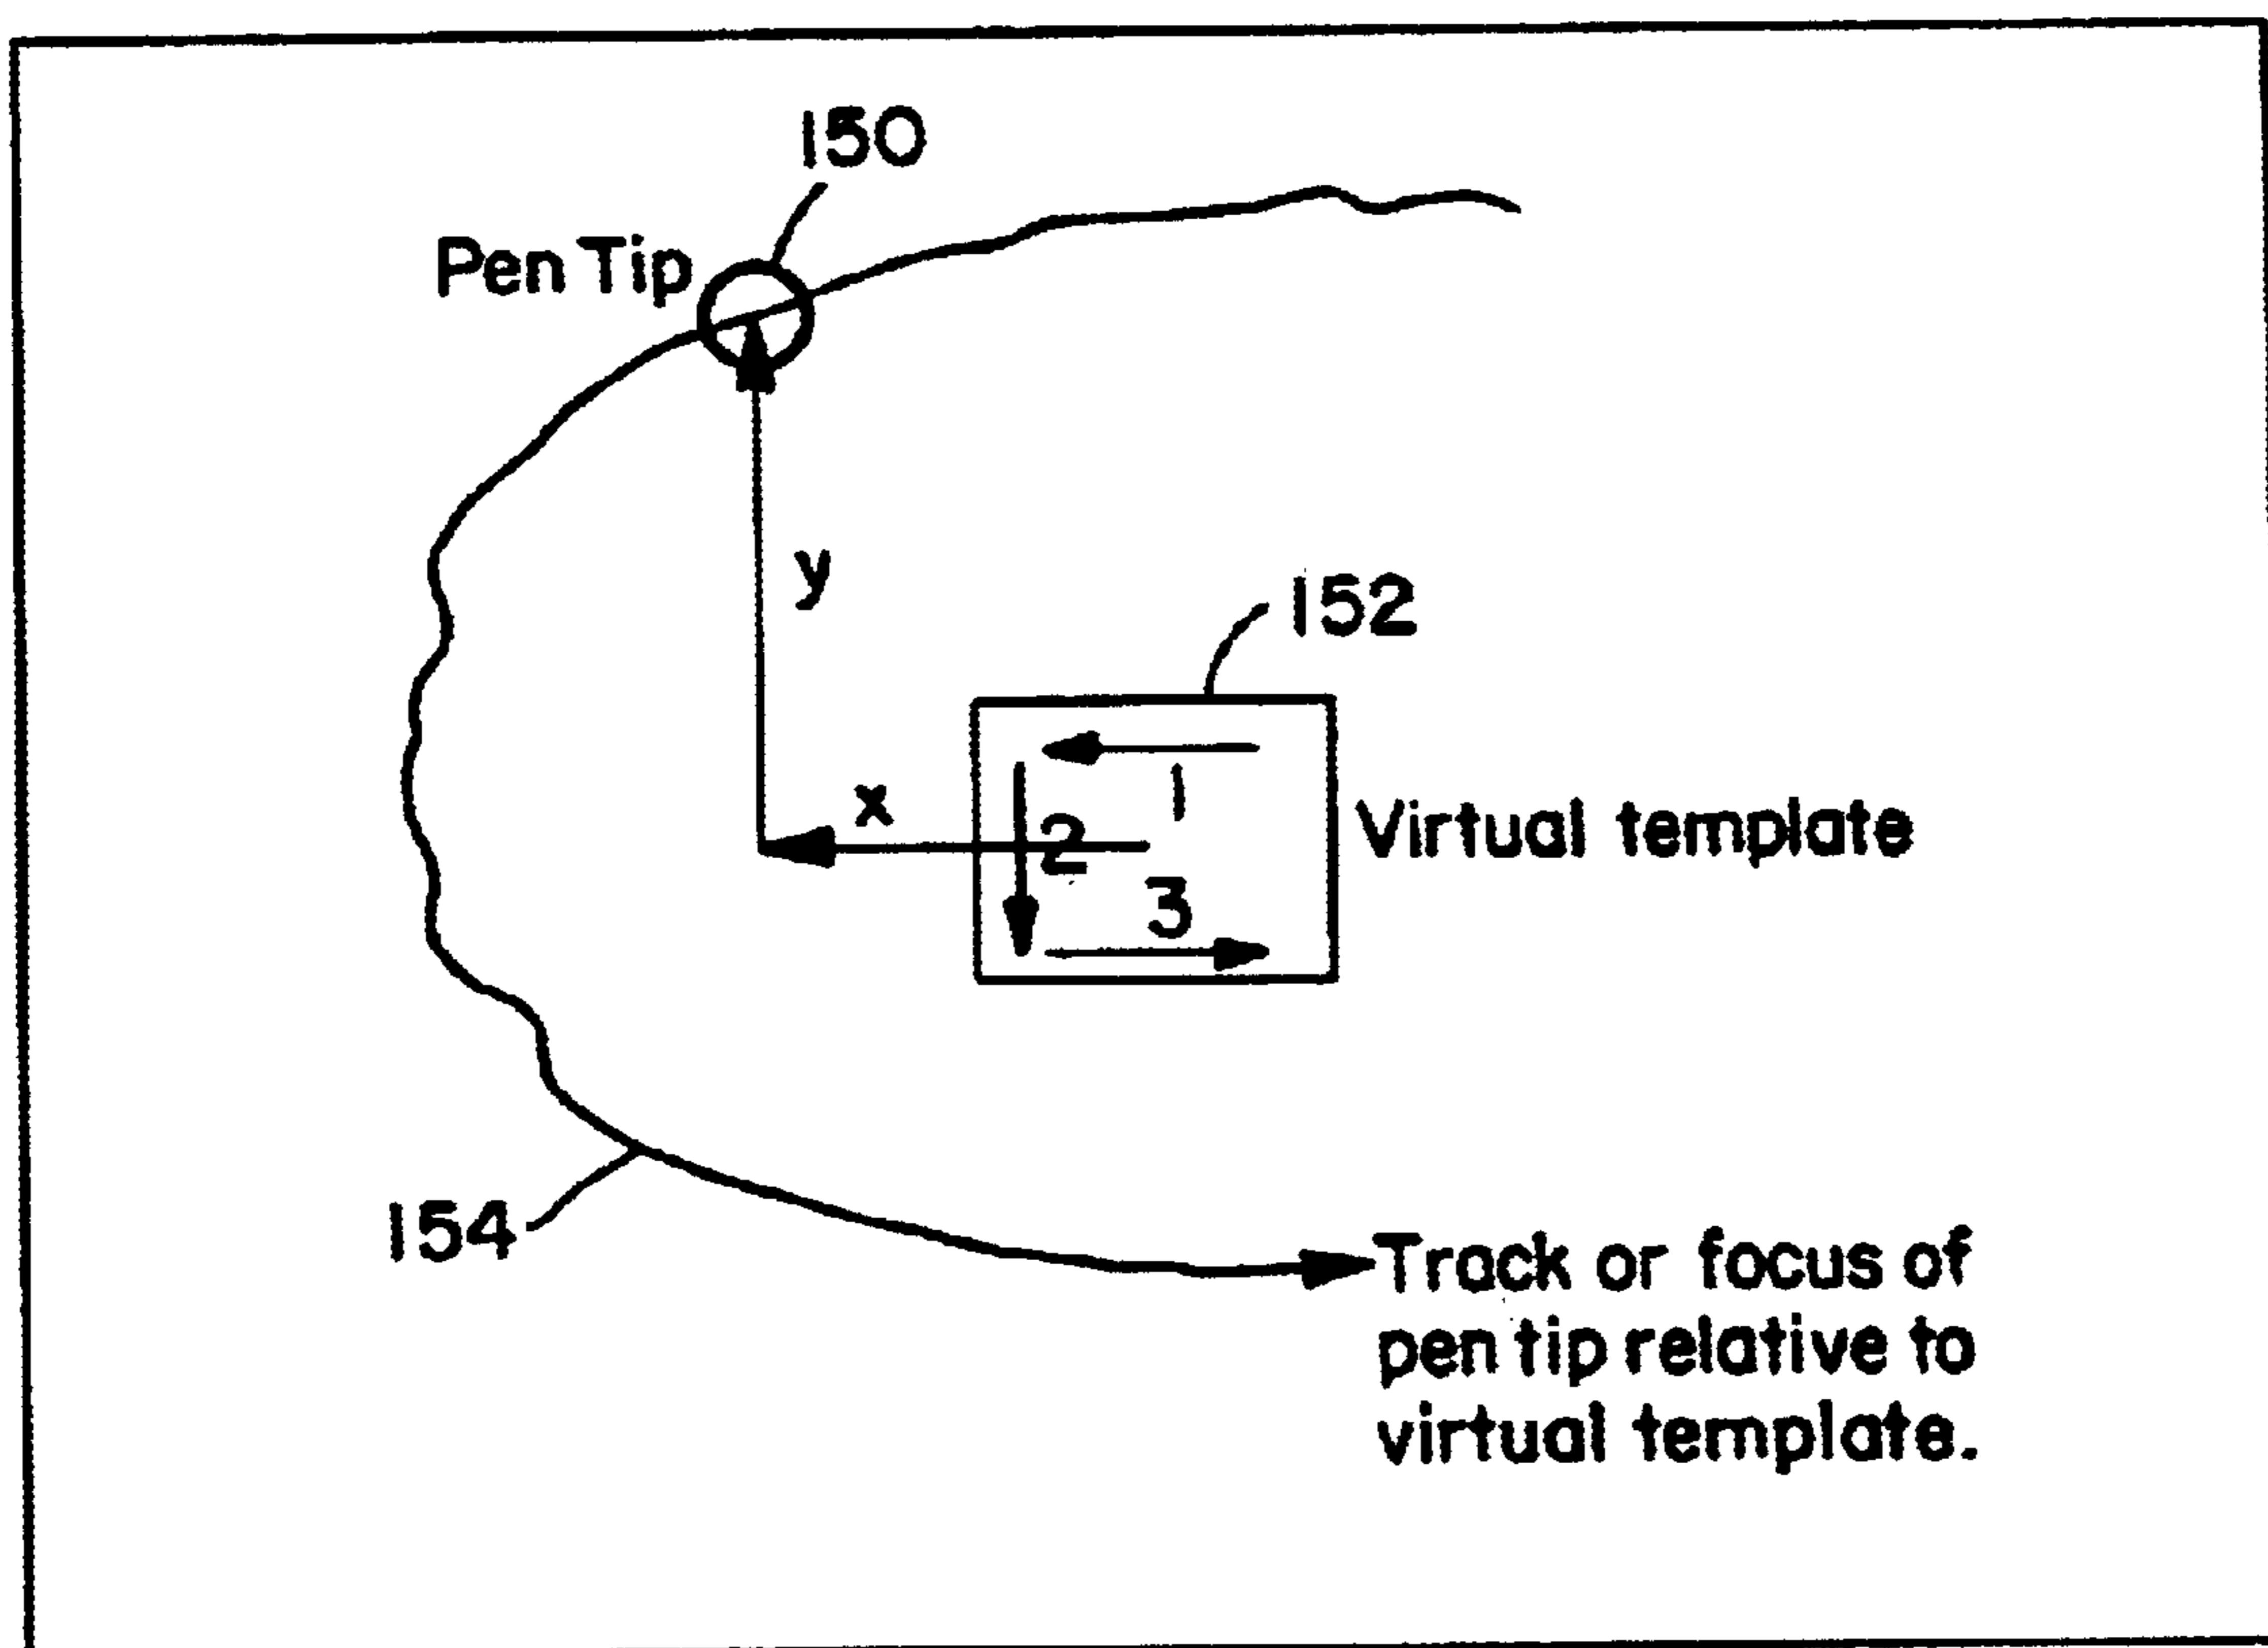 150
Pen Tip
y
152
1
x
2
Virtual template
3
154
Track or focus of
pen tip relative to
virtual template.